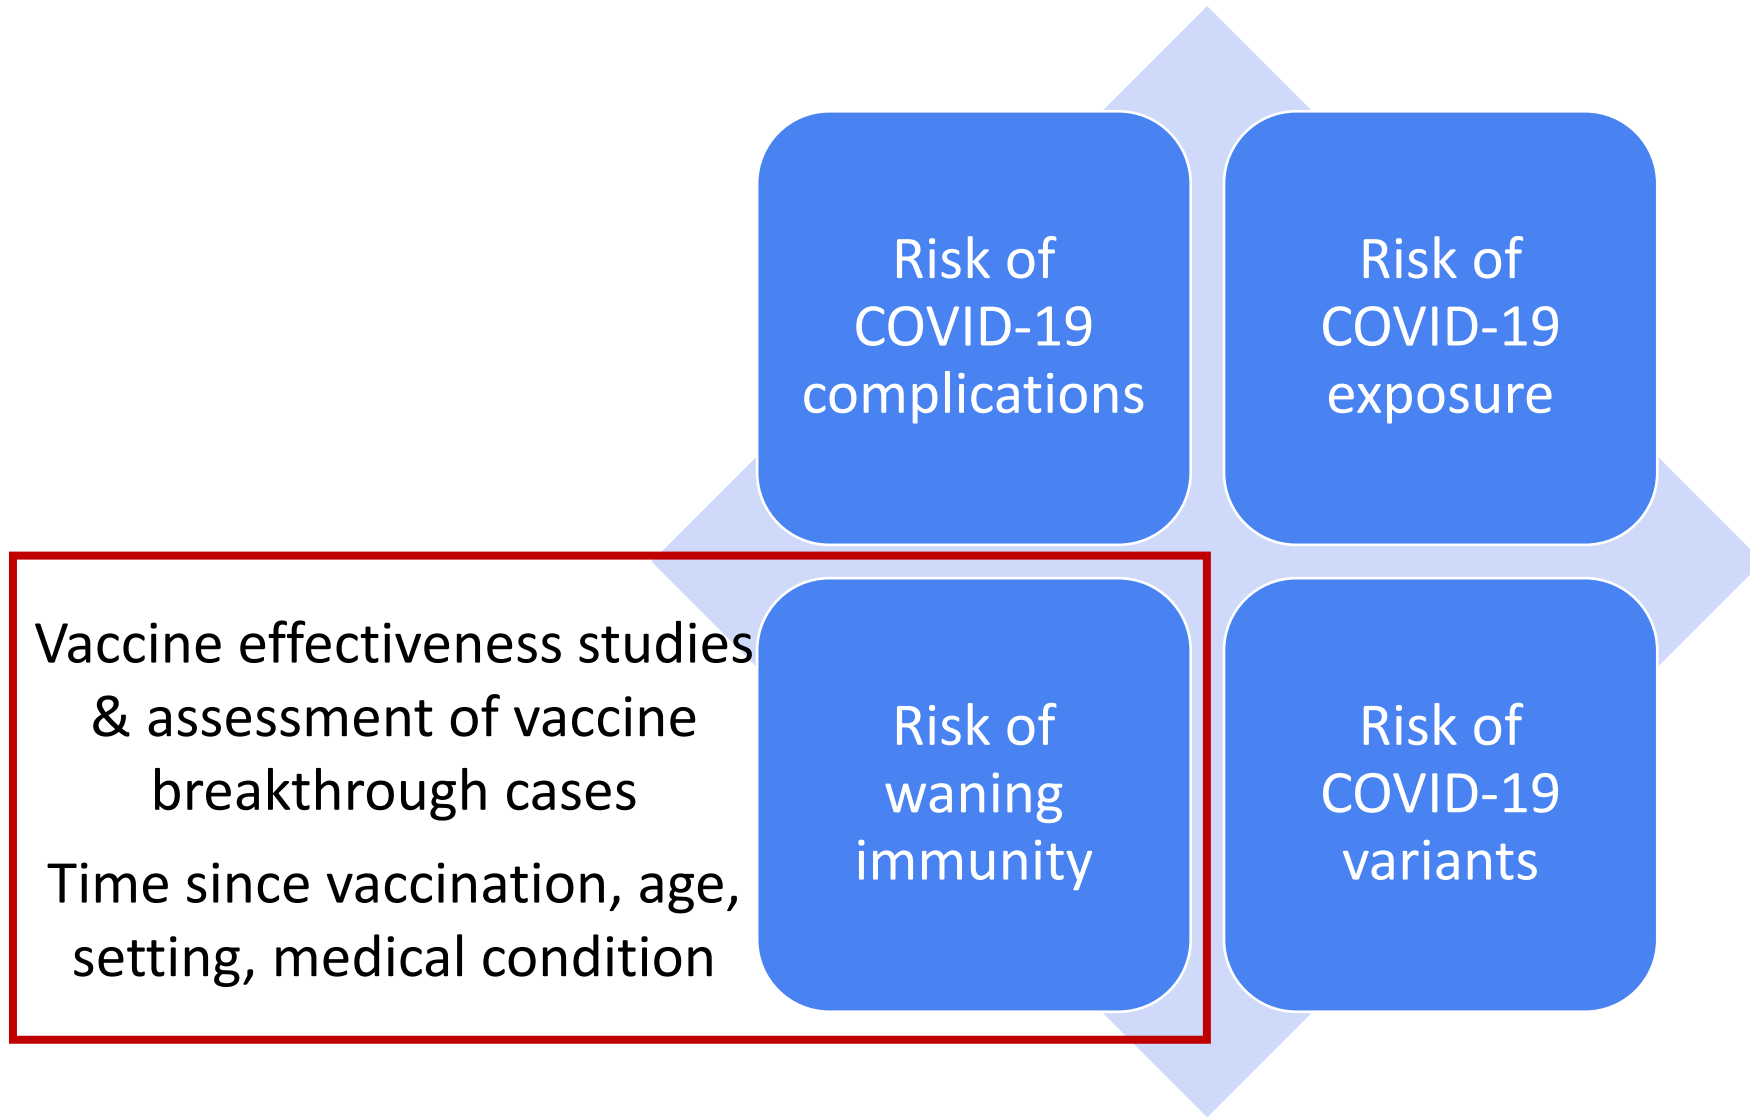 Risk of
COVID-19
complications
Risk of
COVID-19
exposure
Vaccine effectiveness studies
& assessment of vaccine
breakthrough cases
Time since vaccination, age,
setting, medical condition
Risk of
waning
immunity
Risk of
COVID-19
variants